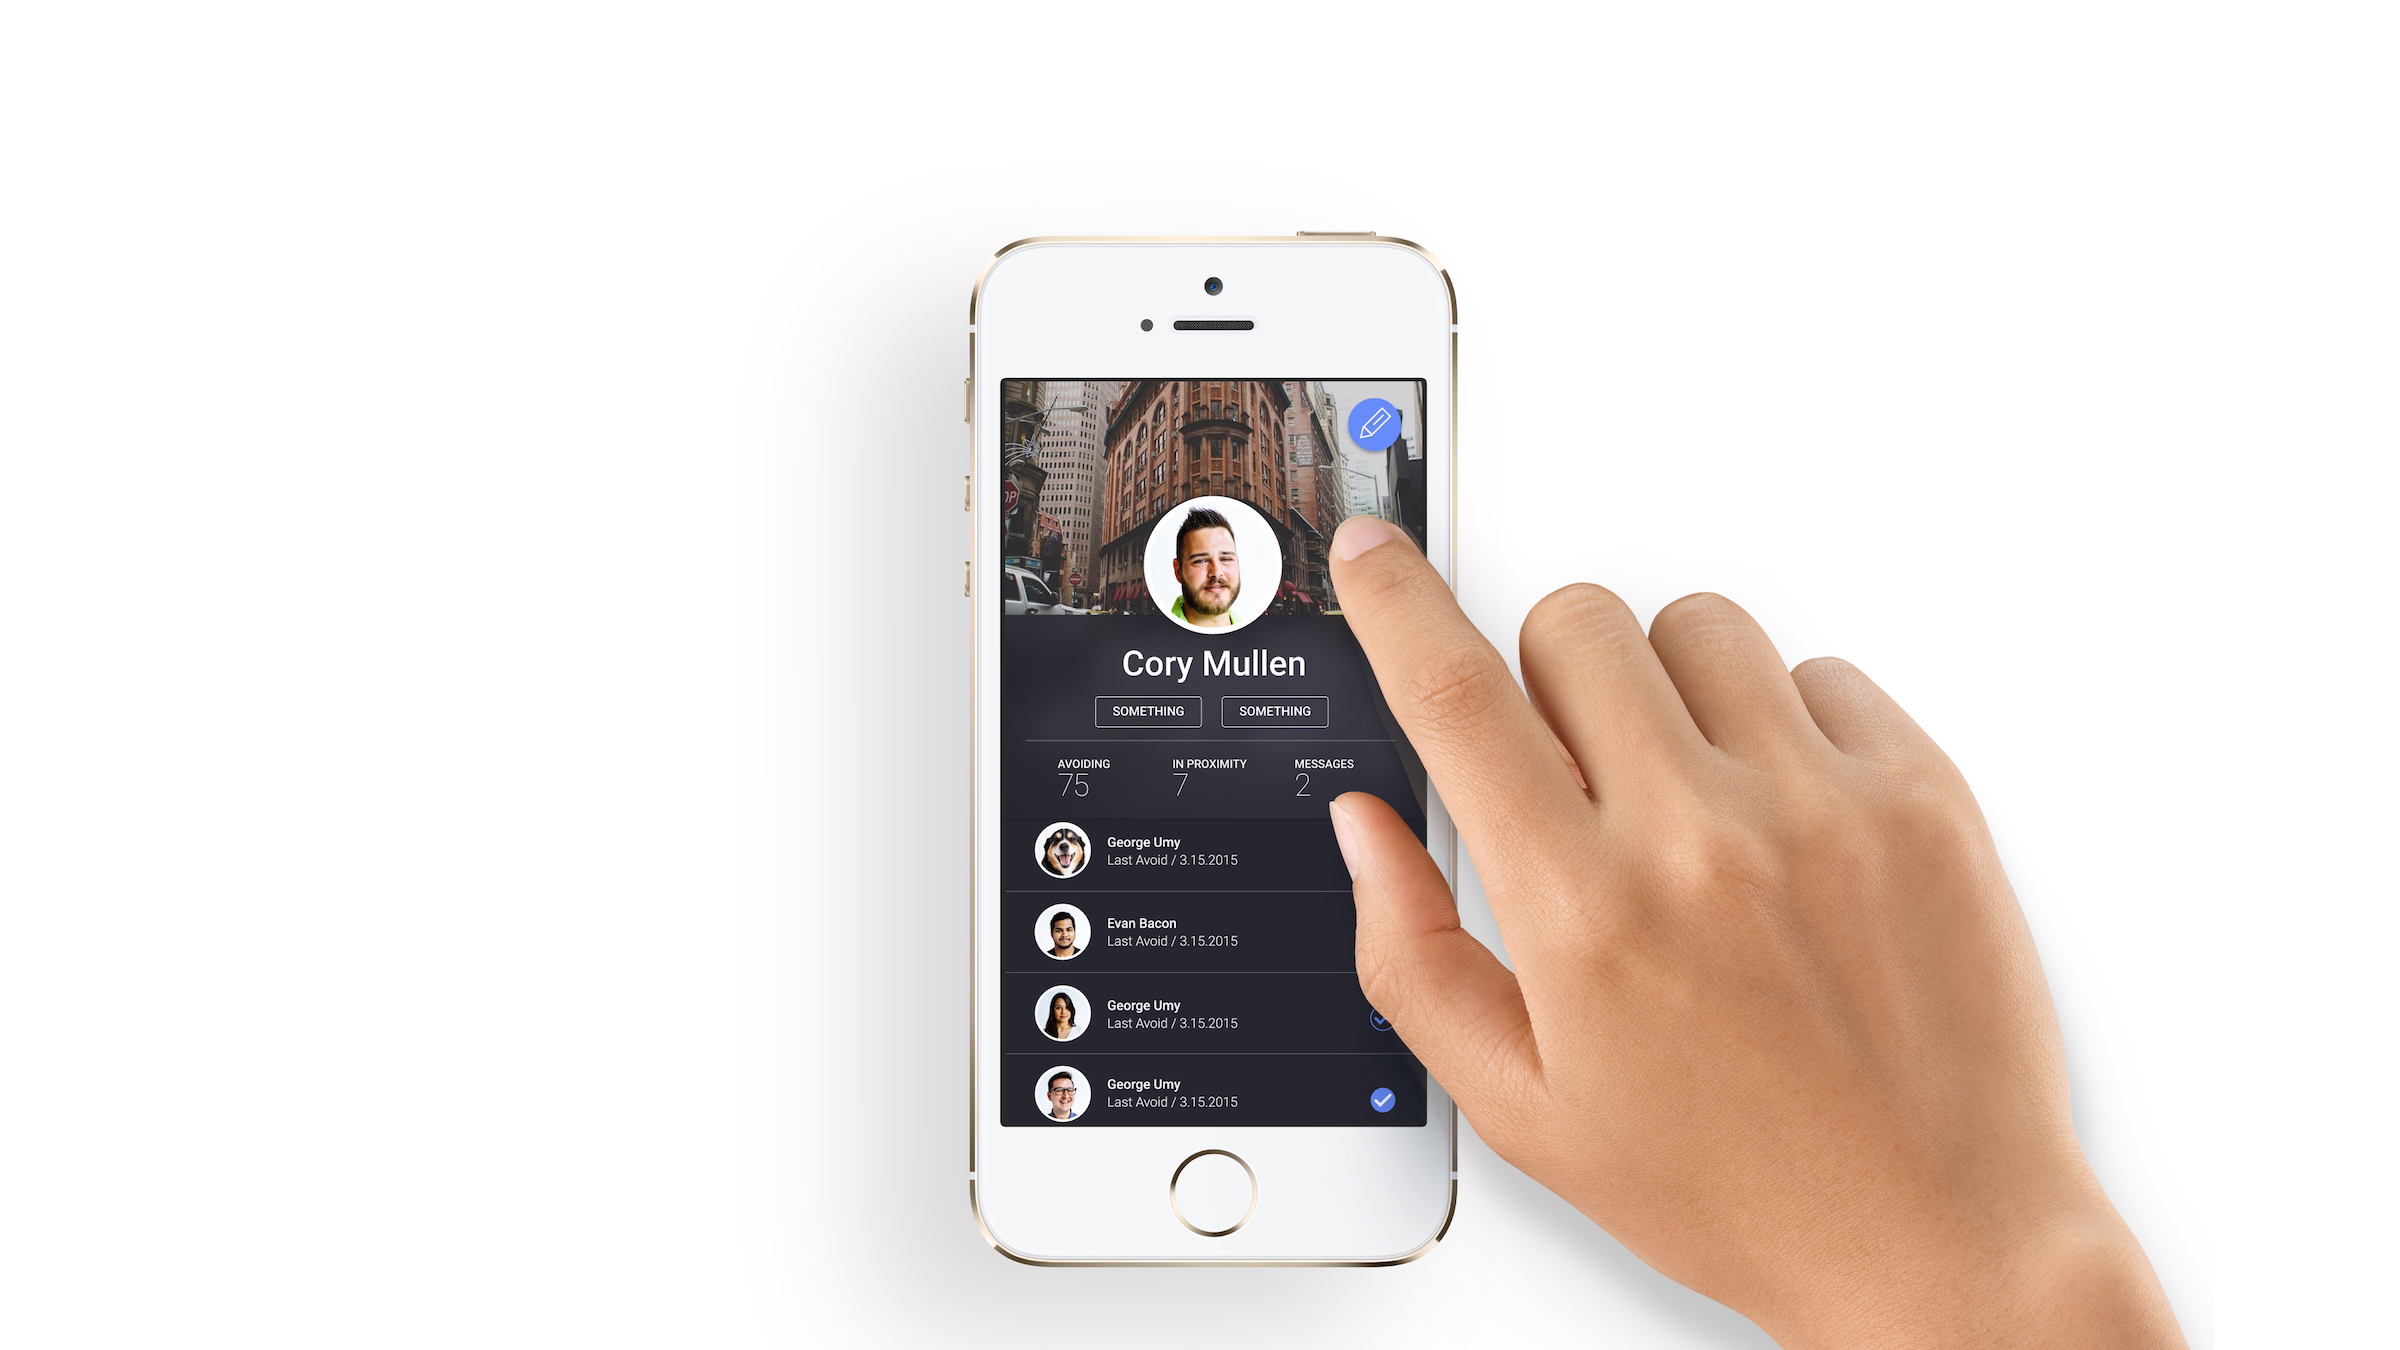 OP
Cory Mullen
SOMETHING SOMETHING
AVOIDING IN PROXIMITY MESSAGES
75 7 2
George Umy
Last Avoid / 3.15.2015
Evan Bacon
Last Avoid / 3.15.2015
George Umy
Last Avoid / 3.15.2015
George Umy
Last Avoid / 3.15.2015